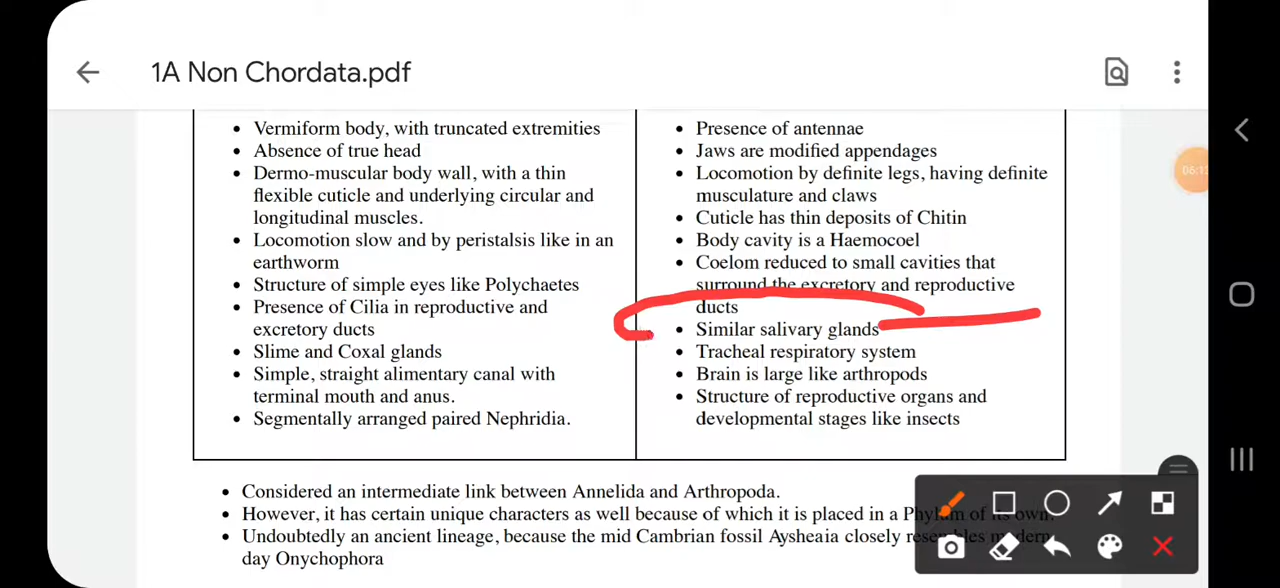 1A Non Chordata.pdf
06:1
• Vermiform body, with truncated extremities
• Absence of true head
• Dermo-muscular body wall, with a thin
flexible cuticle and underlying circular and
longitudinal muscles.
• Locomotion slow and by peristalsis like in an
earthworm
• Structure of simple eyes like Polychaetes
• Presence of Cilia in reproductive and
excretory ducts
• Slime and Coxal glands
• Simple, straight alimentary canal with
terminal mouth and anus.
• Segmentally arranged paired Nephridia.
• Presence of antennae
• Jaws are modified appendages
• Locomotion by definite legs, having definite
musculature and claws
• Cuticle has thin deposits of Chitin
• Body cavity is a Haemocoel
• Coelom reduced to small cavities that
surround the excretory and reproductive
ducts
• Similar salivary glands
• Tracheal respiratory system
• Brain is large like arthropods
• Structure of reproductive organs and
developmental stages like insects
• Considered an intermediate link between Annelida and Arthropoda.
• However, it has certain unique characters as well because of which it is placed in a Phylum of its own.
• Undoubtedly an ancient lineage, because the mid Cambrian fossil Aysheaia closely resembles modern
day Onychophora